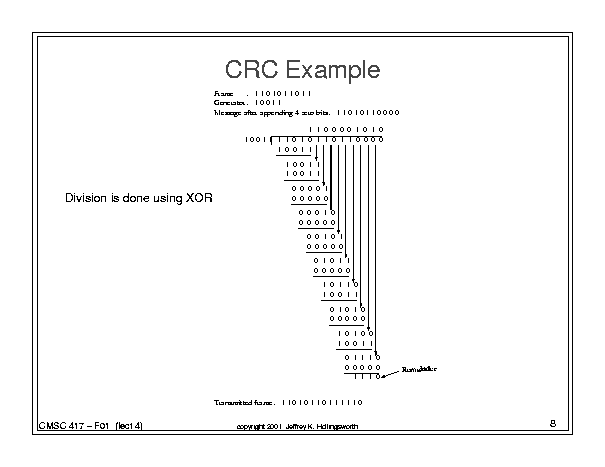 CRC Example
Frame : 1 1 0 1 0 1 1 0 1 1
Generator: 1 0 0 1 1
Message after appending 4 zero bits: 1 1 0 1 0 1 1 0 0 0 0
1 1 0 0 0 0 1 0 1 0
1 0 0 1 1 1 1 0 1 0 1 1 0 1 1 0 0 0 0
1 0 0 1 1
1 0 0 1 1
1 0 0 1 1
0 0 0 0 1
Division is done using XOR
0 0 0 0 0
0 0 0 1 0
0 0 0 0 0
0 0 1 0 1
0 0 0 0 0
0 1 0 1 1
0 0 0 0 0
1 0 1 1 0
1 0 0 1 1
0 1 0 1 0
0 0 0 0 0
1 0 1 0 0
1 0 0 1 1
0 1 1 1 0
0 0 0 0 0
1 1 1 0
Remainder
Transmitted frame: 1 1 0 1 0 1 1 0 1 1 1 1 1 0
CMSC 417 – F01 (lect 4)
copyright 2001 Jeffrey K. Hollingsworth
8